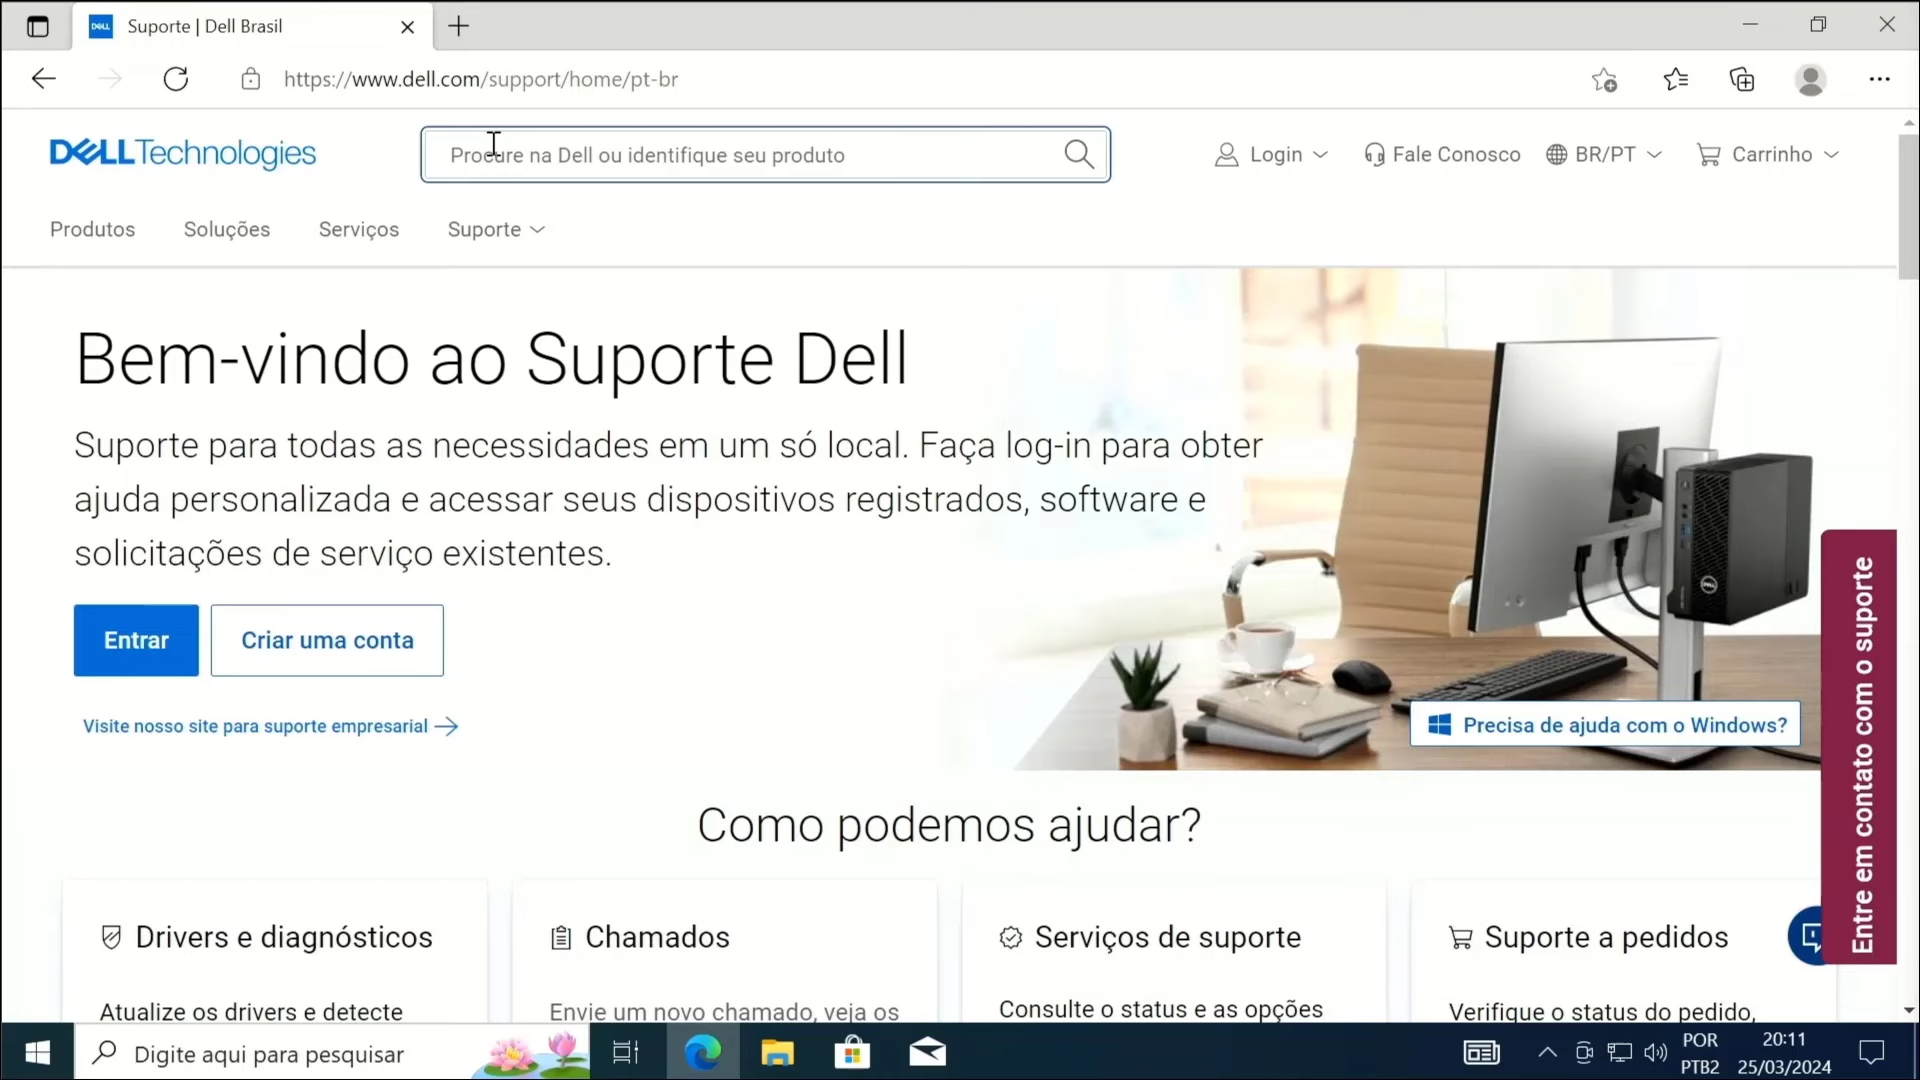 DELL
Suporte | Dell Brasil
https://www.dell.com/support/home/pt-br
DELLTechnologies
Procure na Dell ou identifique seu produto
Login
Fale Conosco
BR/PT
Carrinho
Produtos
Soluções
Serviços
Suporte
Bem-vindo ao Suporte Dell
Suporte para todas as necessidades em um só local. Faça log-in para obter
ajuda personalizada e acessar seus dispositivos registrados, software e
solicitações de serviço existentes.
Entrar
Criar uma conta
Visite nosso site para suporte empresarial
Precisa de ajuda com o Windows?
Entre em contato com o suporte
Como podemos ajudar?
Drivers e diagnósticos
Chamados
Serviços de suporte
Suporte a pedidos
Atualize os drivers e detecte
Envie um novo chamado, veja os
Consulte o status e as opções
Verifique o status do pedido,
Digite aqui para pesquisar
POR
PTB2
20:11
25/03/2024